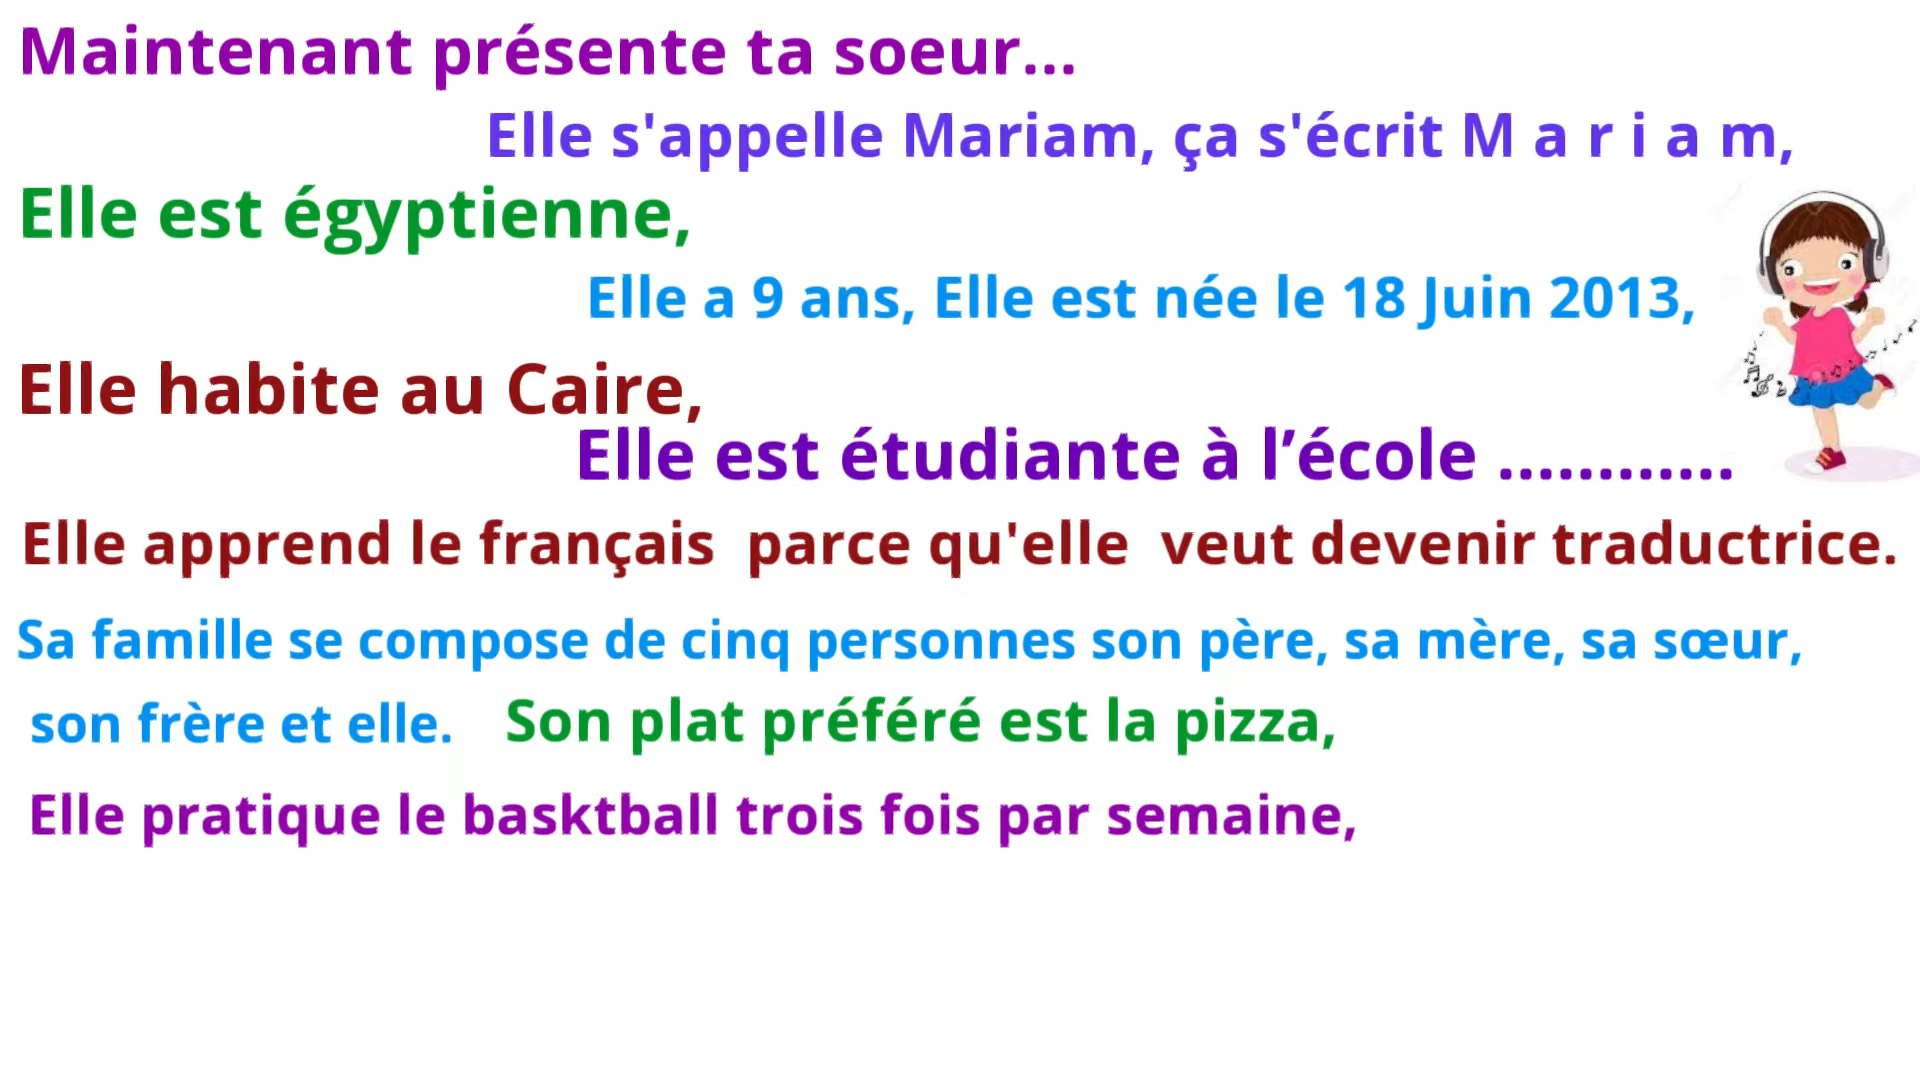 Maintenant présente ta soeur...
Elle s'appelle Mariam, ça s'écrit M a r i a m,
Elle est égyptienne,
Elle a 9 ans, Elle est née le 18 Juin 2013,
Elle habite au Caire,
Elle est étudiante à l’école ............
Elle apprend le français parce qu'elle veut devenir traductrice.
Sa famille se compose de cinq personnes son père, sa mère, sa sœur,
son frère et elle. Son plat préféré est la pizza,
Elle pratique le basktball trois fois par semaine,